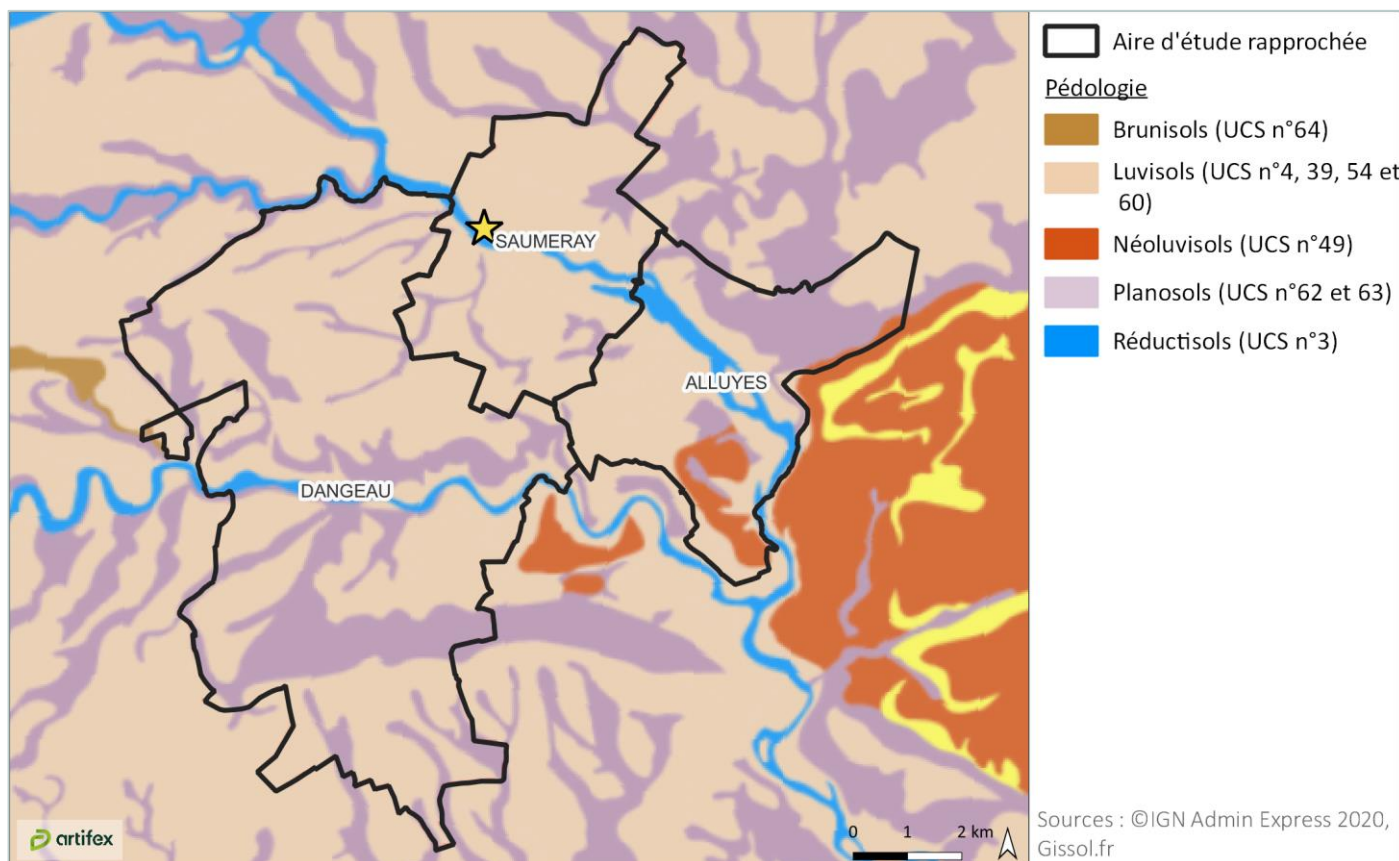 SAUMERAY
ALLUYES
DANGEAU
artifex
0 1 2 km
Aire d'étude rapprochée
Pédologie
Brunisols (UCS n°64)
Luvisols (UCS n°4, 39, 54 et
60)
Néoluvisols (UCS n°49)
Planosols (UCS n°62 et 63)
Réductisols (UCS n°3)
Sources : ©IGN Admin Express 2020,
Gissol.fr